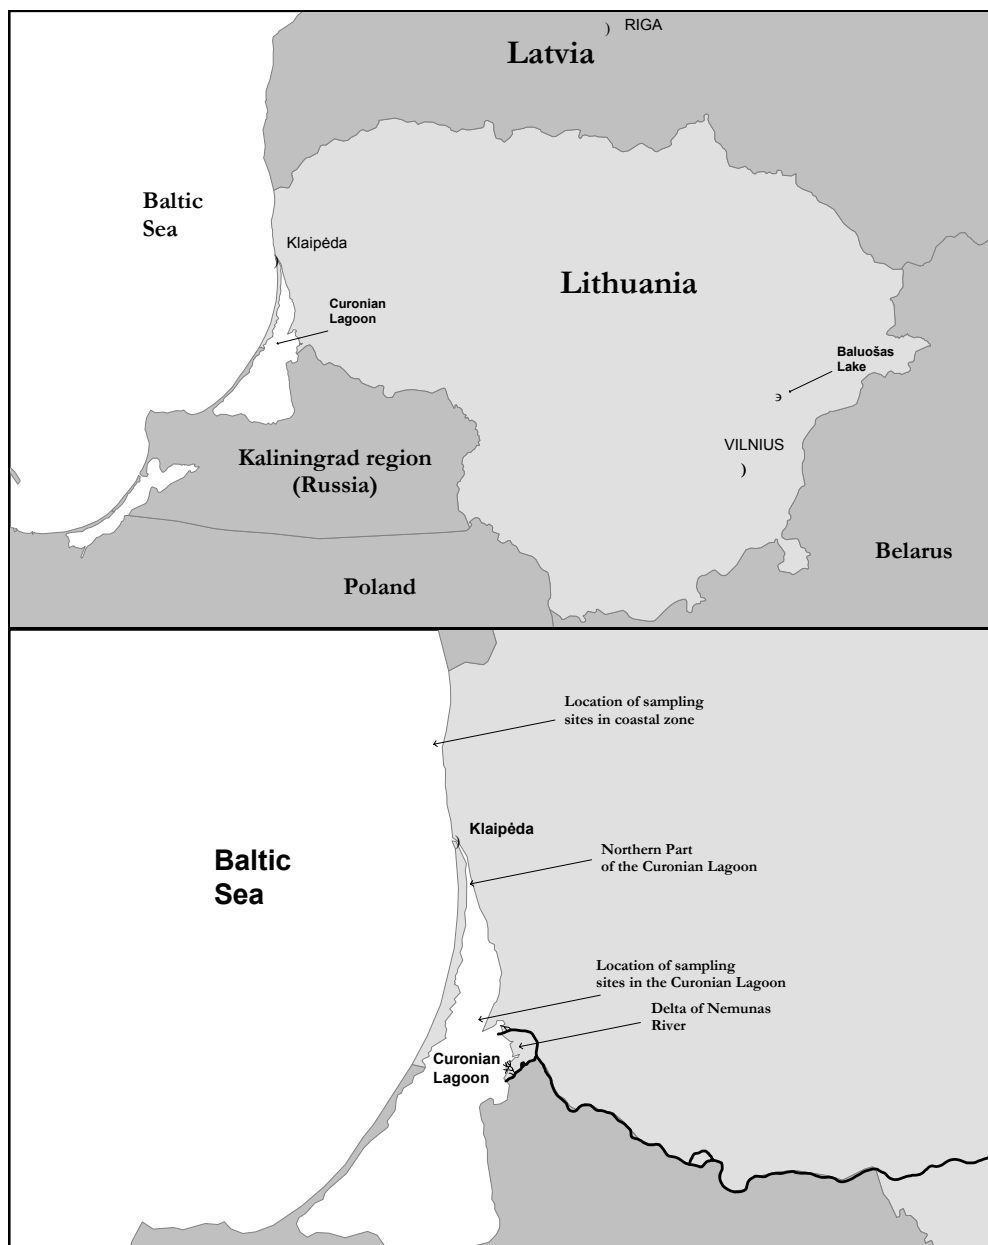 RIGA
Latvia
Baltic
Sea
Klaipėda
Lithuania
Curonian
Lagoon
Baluošas
Lake
VILNIUS
Kaliningrad region
(Russia)
Belarus
Poland
Location of sampling
sites in coastal zone
Klaipėda
Baltic
Sea
Northern Part
of the Curonian Lagoon
Location of sampling
sites in the Curonian Lagoon
Delta of Nemunas
River
Curonian
Lagoon